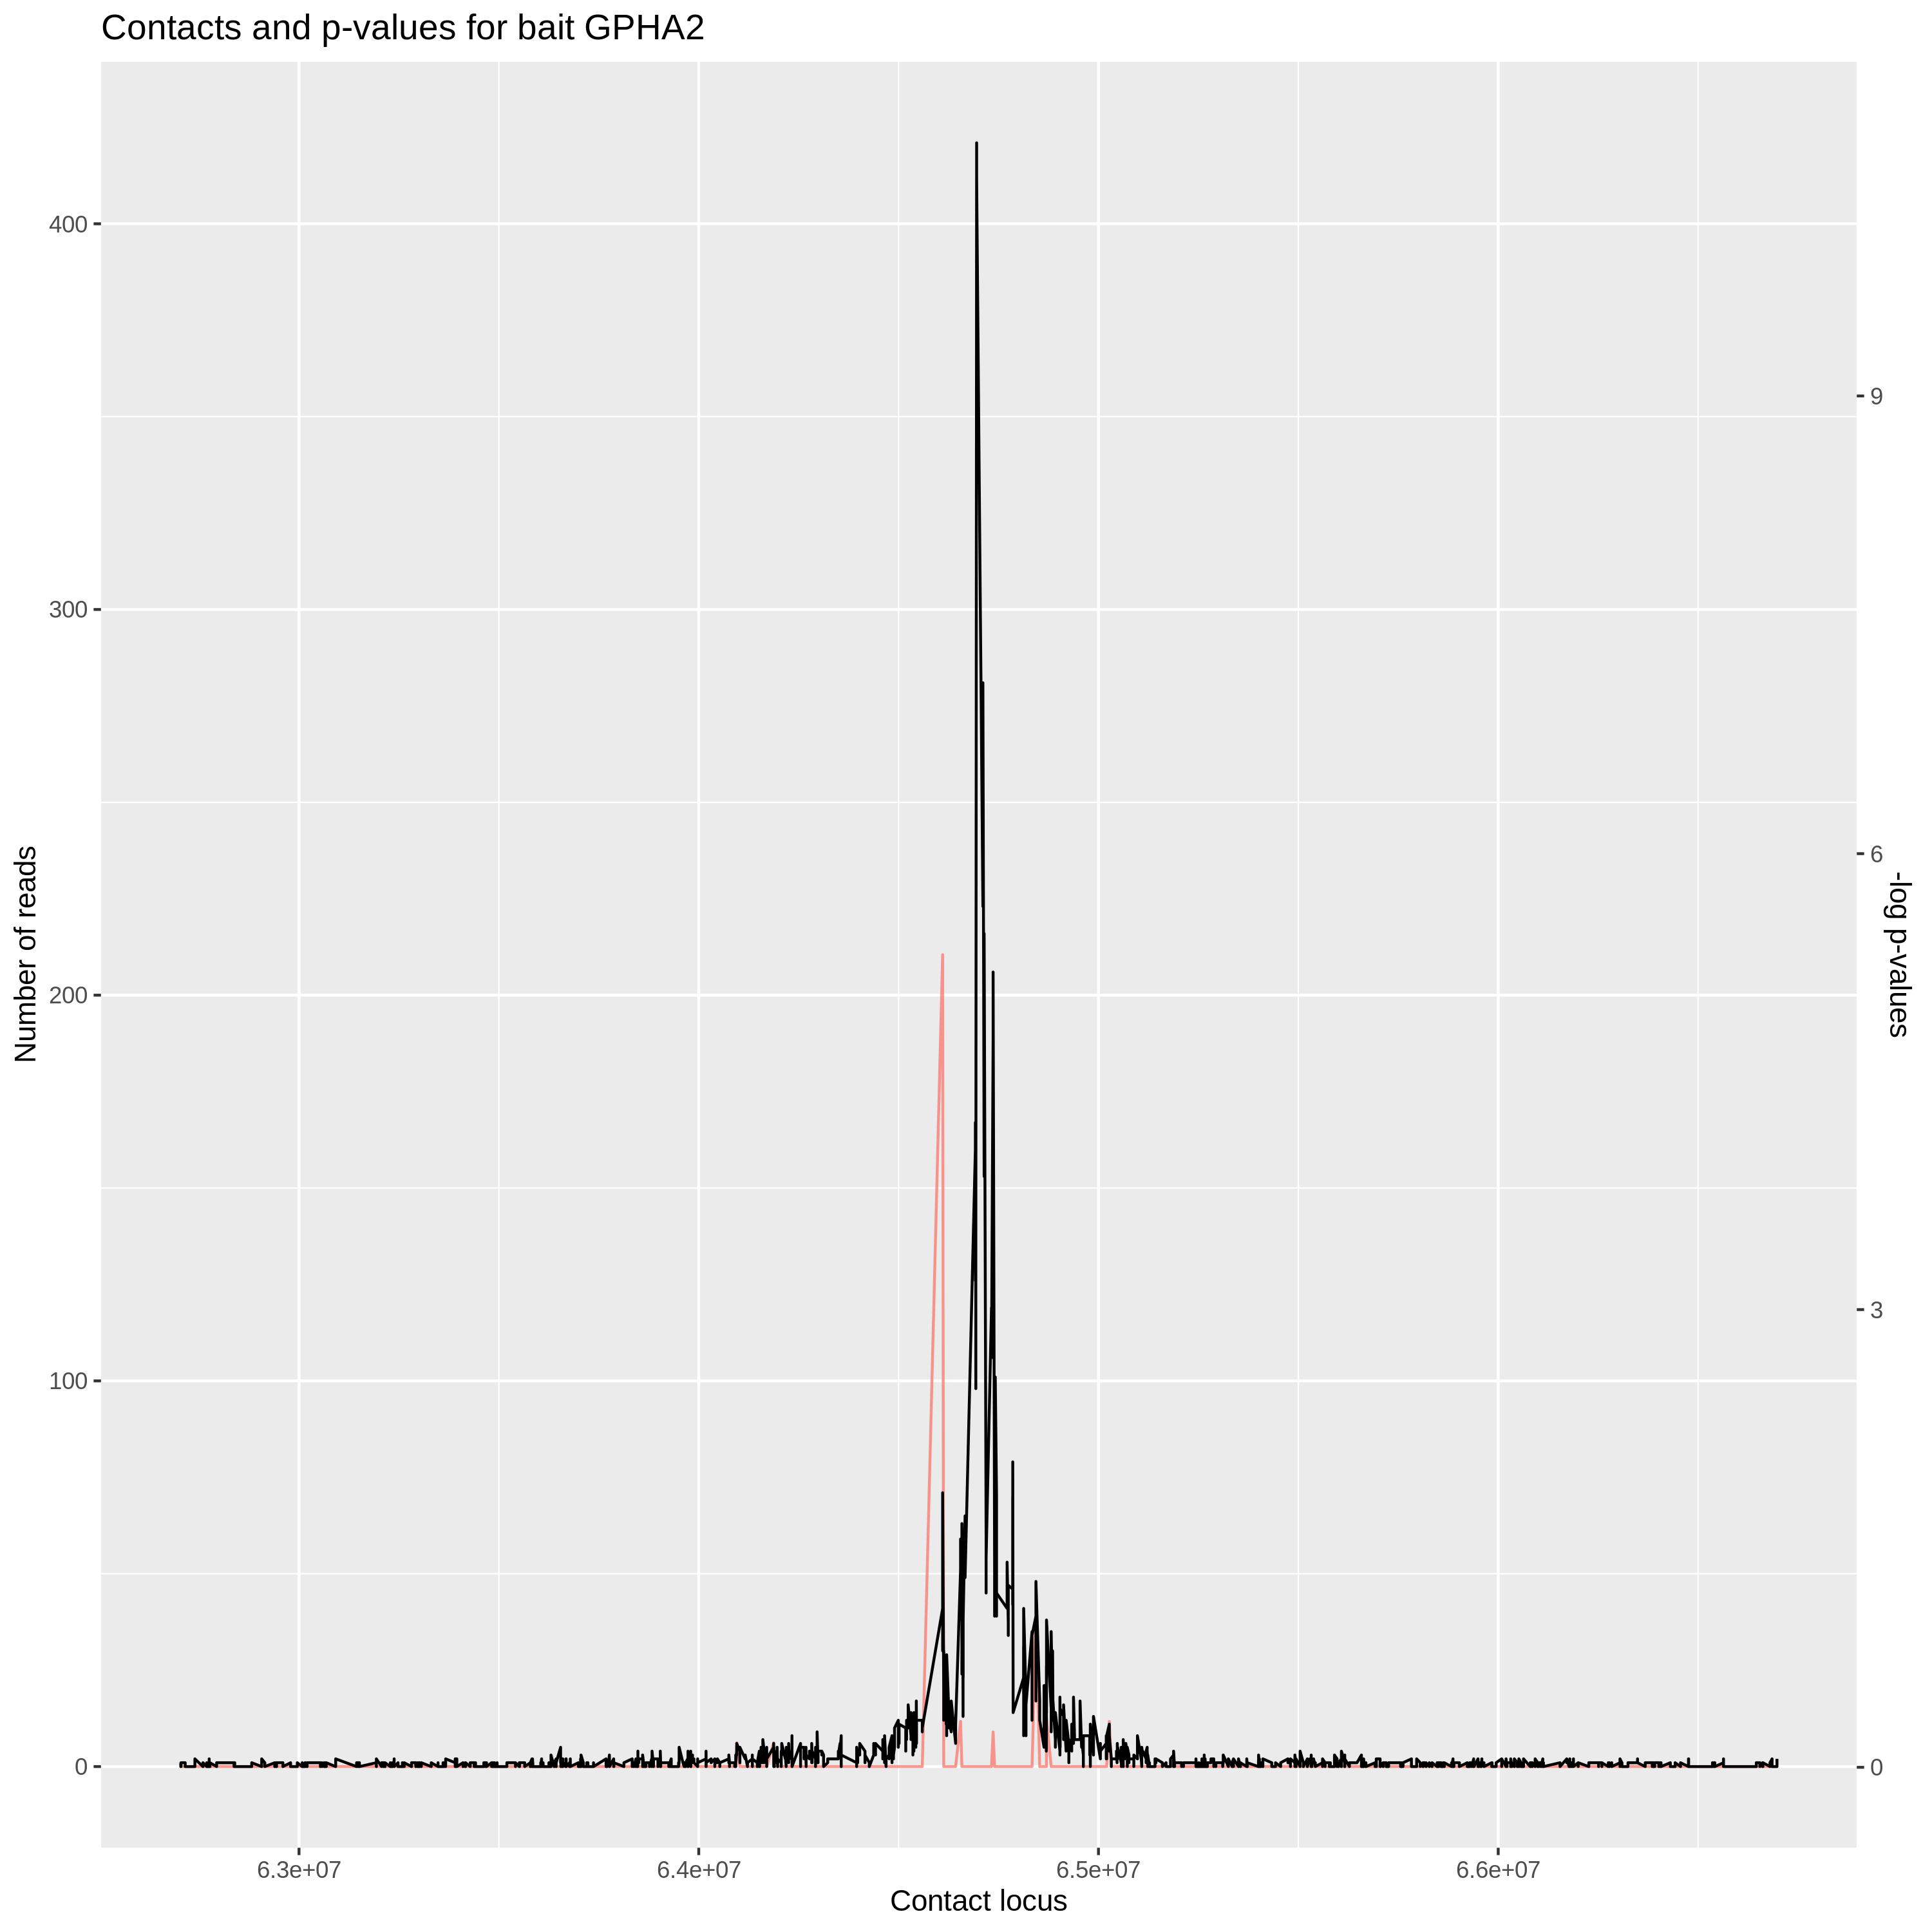 Contacts and p-values for bait GPHA2
400
300
200
100
0
9
6
3
0
Number of reads
-log p-values
6.3e+07
6.4e+07
6.5e+07
6.6e+07
Contact locus